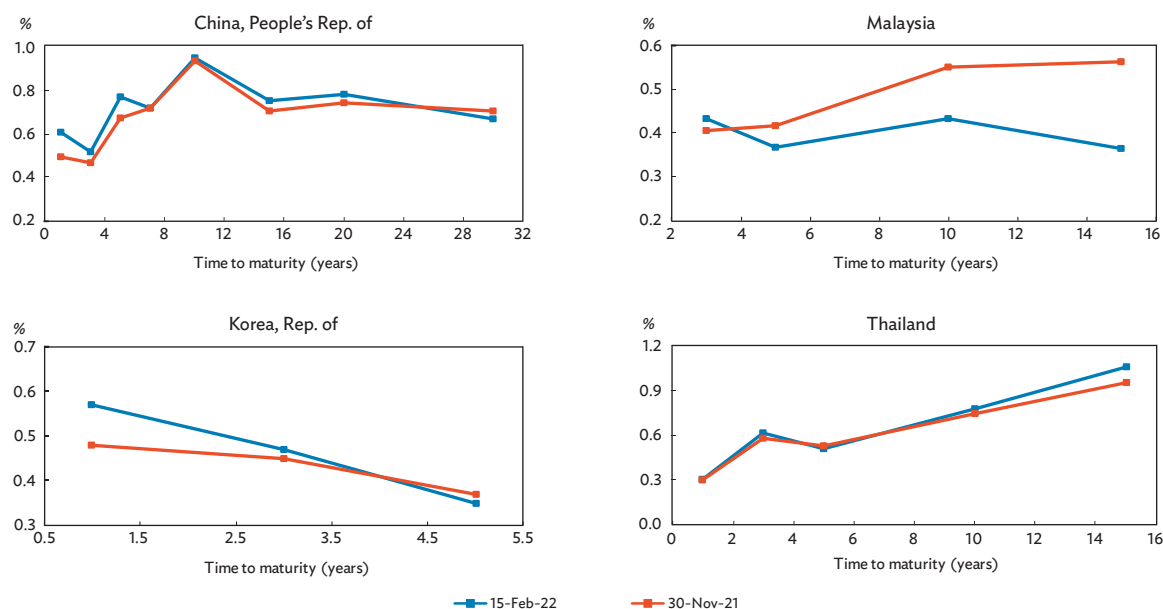 China, People's Rep. of
%
1.0
0.8
0.6
0.4
0.2
0 4 8 12 16 20 24 28 32
Time to maturity (years)
Malaysia
%
0.6
0.5
0.4
0.3
0.2
2 4 6 8 10 12 14 16
Time to maturity (years)
Korea, Rep. of
%
0.7
0.6
0.5
0.4
0.3
0.5 1.5 2.5 3.5 4.5 5.5
Time to maturity (years)
Thailand
%
1.2
0.9
0.6
0.3
0.0
0 2 4 6 8 10 12 14 16
Time to maturity (years)
15-Feb-22 30-Nov-21